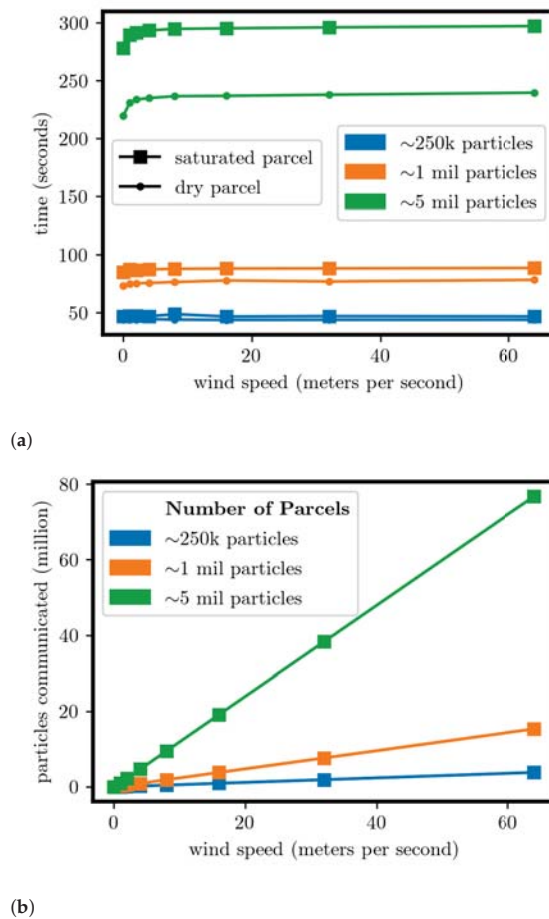 300
250
200
150
100
50
time (seconds)
saturated parcel
dry parcel
~250k particles
~1 mil particles
~5 mil particles
0
20
40
60
wind speed (meters per second)
(a)
80
60
40
20
0
particles communicated (million)
Number of Parcels
~250k particles
~1 mil particles
~5 mil particles
0
20
40
60
wind speed (meters per second)
(b)